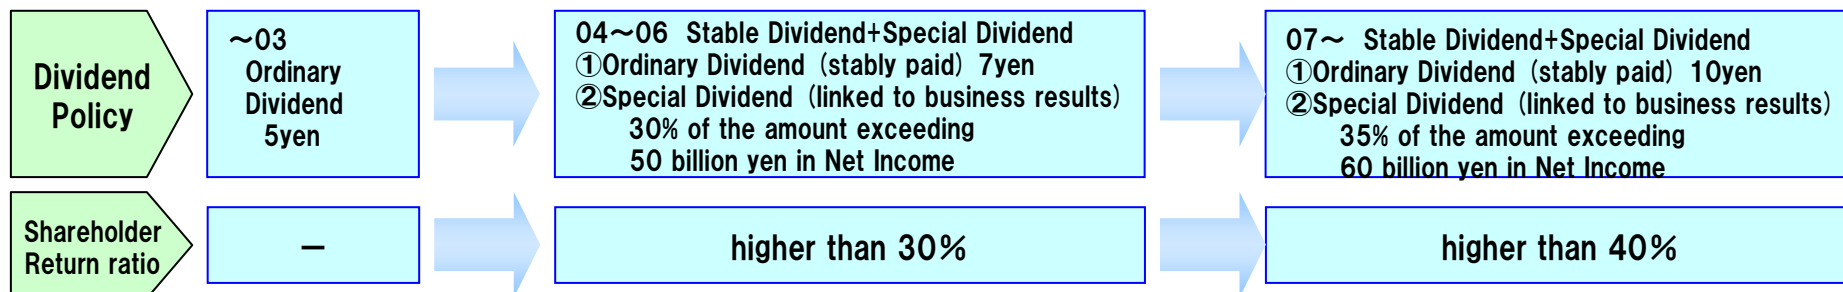 Dividend
Policy
～03
Ordinary
Dividend
5yen
04～06 Stable Dividend+Special Dividend
①Ordinary Dividend (stably paid) 7yen
②Special Dividend (linked to business results)
30% of the amount exceeding
50 billion yen in Net Income
07～ Stable Dividend+Special Dividend
①Ordinary Dividend (stably paid) 10yen
②Special Dividend (linked to business results)
35% of the amount exceeding
60 billion yen in Net Income
Shareholder
Return ratio
－
higher than 30%
higher than 40%